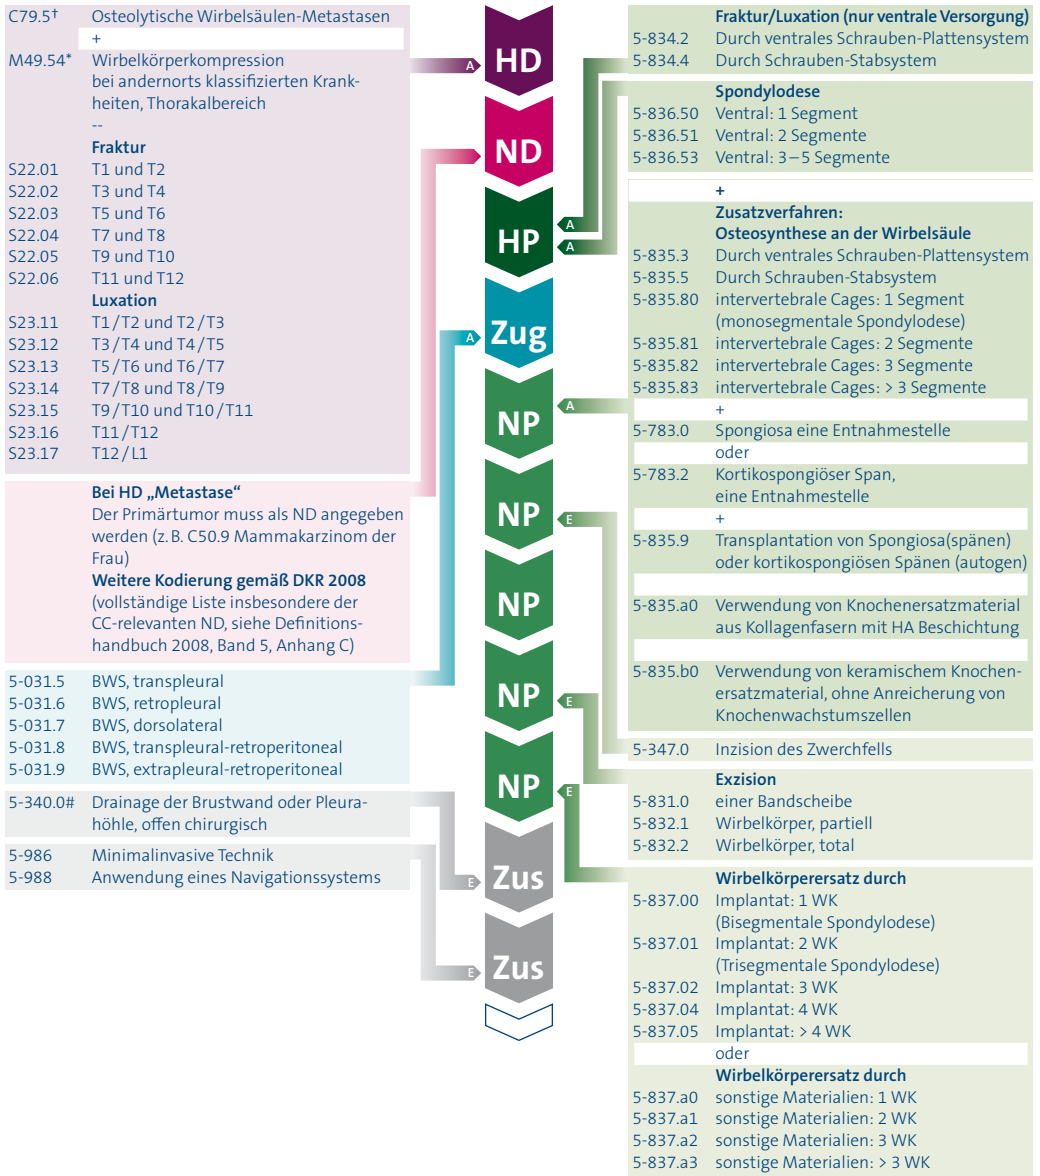 C79.5† Osteolytische Wirbelsäulen-Metastasen
+
M49.54* Wirbelkörperkompression
bei andernorts klassifizierten Krank-
heiten, Thorakalbereich
--
Fraktur
S22.01 T1 und T2
S22.02 T3 und T4
S22.03 T5 und T6
S22.04 T7 und T8
S22.05 T9 und T10
S22.06 T11 und T12
Luxation
S23.11 T1/T2 und T2/T3
S23.12 T3/T4 und T4/T5
S23.13 T5/T6 und T6/T7
S23.14 T7/T8 und T8/T9
S23.15 T9/T10 und T10/T11
S23.16 T11/T12
S23.17 T12/L1
Bei HD „Metastase“
Der Primärtumor muss als ND angegeben
werden (z. B. C50.9 Mammakarzinom der
Frau)
Weitere Kodierung gemäß DKR 2008
(vollständige Liste insbesondere der
CC-relevanten ND, siehe Definitions-
handbuch 2008, Band 5, Anhang C)
5-031.5 BWS, transpleural
5-031.6 BWS, retropleural
5-031.7 BWS, dorsolateral
5-031.8 BWS, transpleural-retroperitoneal
5-031.9 BWS, extrapleural-retroperitoneal
5-340.0# Drainage der Brustwand oder Pleura-
höhle, offen chirurgisch
5-986 Minimalinvasive Technik
5-988 Anwendung eines Navigationssystems
A HD
ND
HP A
A
A Zug
NP A
NP E
NP
NP E
NP E
E Zus
E Zus
Fraktur/Luxation (nur ventrale Versorgung)
5-834.2 Durch ventrales Schrauben-Plattensystem
5-834.4 Durch Schrauben-Stabsystem
Spondylodese
5-836.50 Ventral: 1 Segment
5-836.51 Ventral: 2 Segmente
5-836.53 Ventral: 3–5 Segmente
+
Zusatzverfahren:
Osteosynthese an der Wirbelsäule
5-835.3 Durch ventrales Schrauben-Plattensystem
5-835.5 Durch Schrauben-Stabsystem
5-835.80 intervertebrale Cages: 1 Segment
(monosegmentale Spondylodese)
5-835.81 intervertebrale Cages: 2 Segmente
5-835.82 intervertebrale Cages: 3 Segmente
5-835.83 intervertebrale Cages: > 3 Segmente
+
5-783.0 Spongiosa eine Entnahmestelle
oder
5-783.2 Kortikospongiöser Span,
eine Entnahmestelle
+
5-835.9 Transplantation von Spongiosa(spänen)
oder kortikospongiösen Spänen (autogen)
5-835.a0 Verwendung von Knochenersatzmaterial
aus Kollagenfasern mit HA Beschichtung
5-835.b0 Verwendung von keramischem Knochen-
ersatzmaterial, ohne Anreicherung von
Knochenwachstumszellen
5-347.0 Inzision des Zwerchfells
Exzision
5-831.0 einer Bandscheibe
5-832.1 Wirbelkörper, partiell
5-832.2 Wirbelkörper, total
Wirbelkörperersatz durch
5-837.00 Implantat: 1 WK
(Bisegmentale Spondylodese)
5-837.01 Implantat: 2 WK
(Trisegmentale Spondylodese)
5-837.02 Implantat: 3 WK
5-837.04 Implantat: 4 WK
5-837.05 Implantat: > 4 WK
oder
Wirbelkörperersatz durch
5-837.a0 sonstige Materialien: 1 WK
5-837.a1 sonstige Materialien: 2 WK
5-837.a2 sonstige Materialien: 3 WK
5-837.a3 sonstige Materialien: > 3 WK